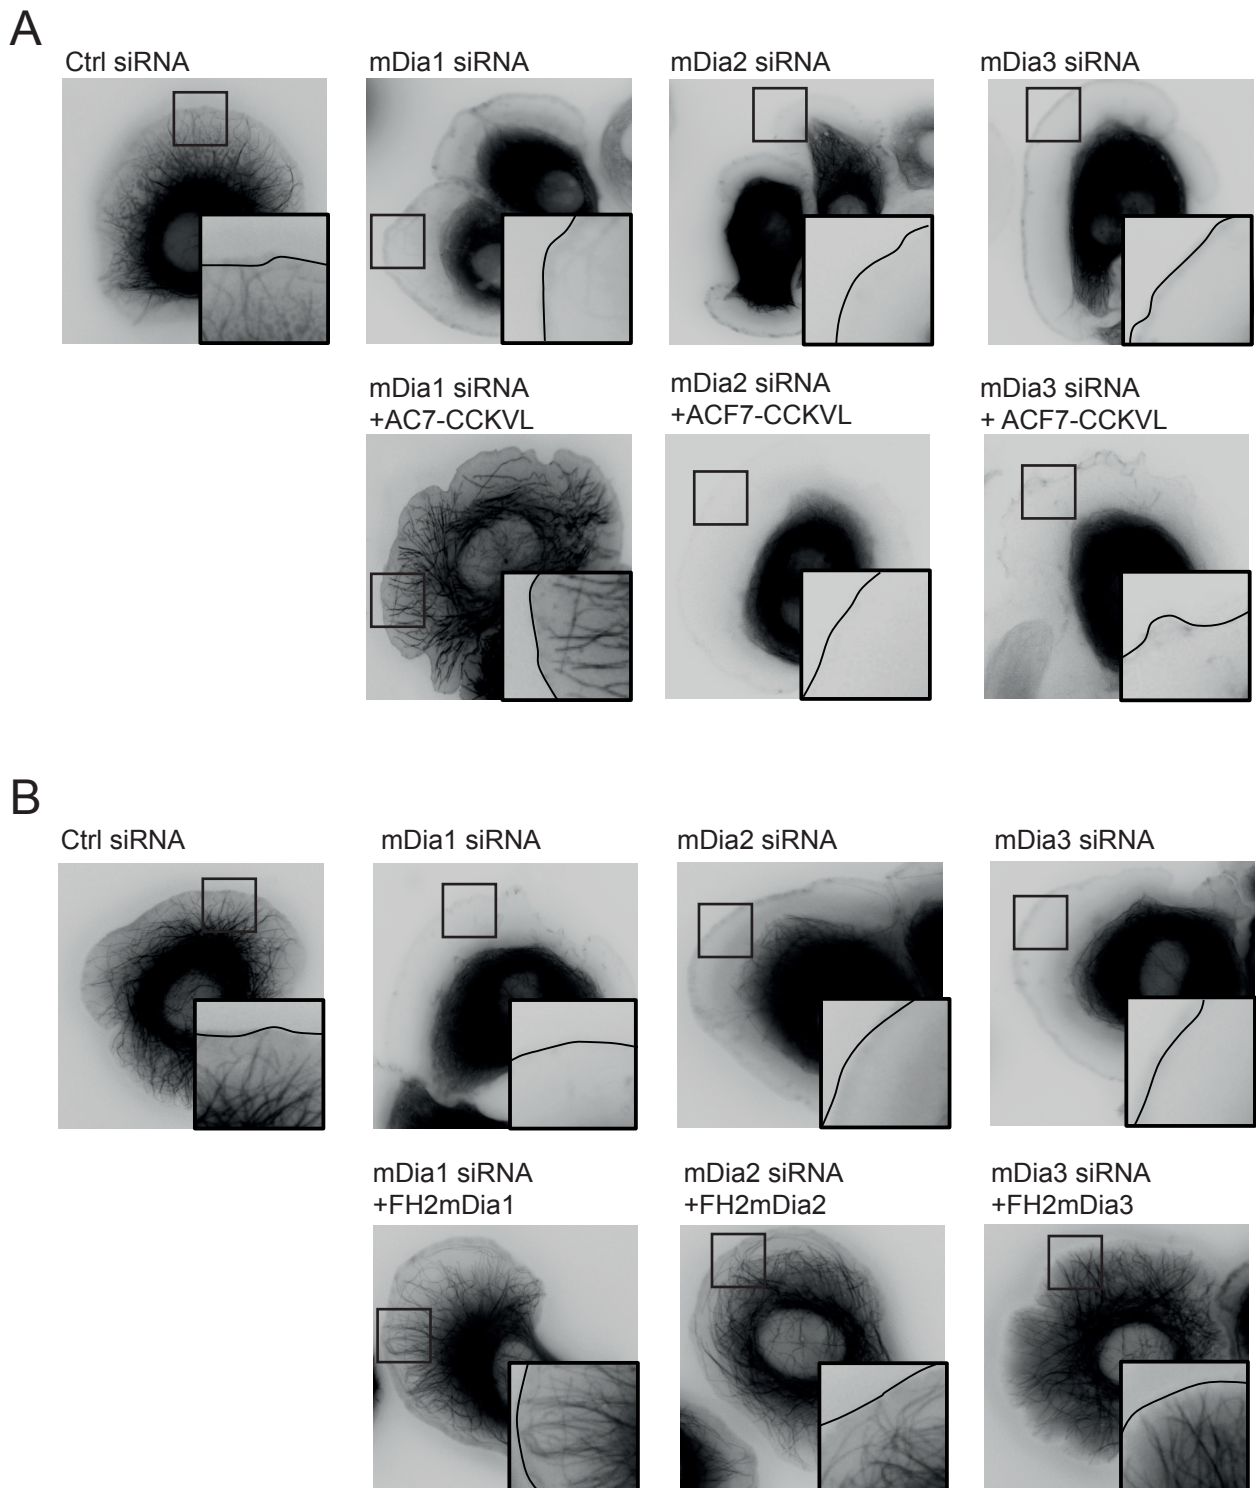 A
Ctrl siRNA
mDia1 siRNA
mDia2 siRNA
mDia3 siRNA
mDia1 siRNA
+AC7-CCKVL
mDia2 siRNA
+ACF7-CCKVL
mDia3 siRNA
+ ACF7-CCKVL
B
Ctrl siRNA
mDia1 siRNA
mDia2 siRNA
mDia3 siRNA
mDia1 siRNA
+FH2mDia1
mDia2 siRNA
+FH2mDia2
mDia3 siRNA
+FH2mDia3